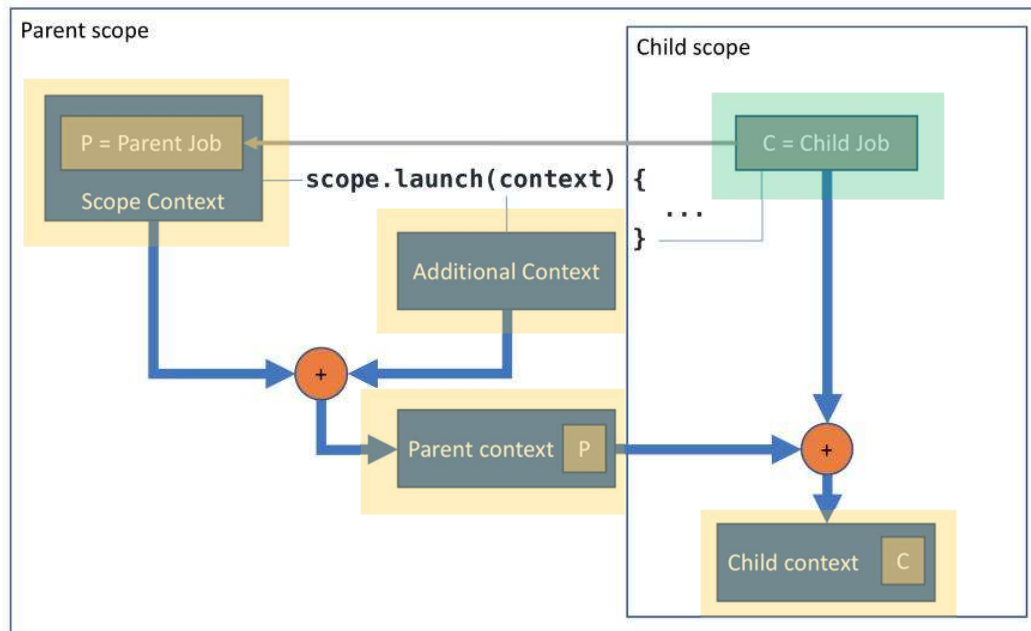 Parent scope
Child scope
P = Parent Job
C = Child Job
Scope Context
scope.launch(context) {
...
}
Additional Context
+
Parent context P
+
Child context C